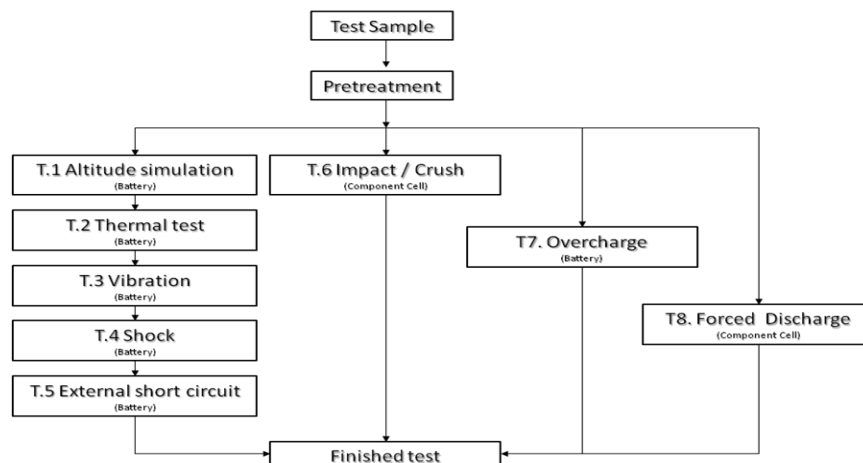 Test Sample
Pretreatment
T.1 Altitude simulation
(Battery)
T.2 Thermal test
(Battery)
T.3 Vibration
(Battery)
T.4 Shock
(Battery)
T.5 External short circuit
(Battery)
T.6 Impact / Crush
(Component Cell)
T7. Overcharge
(Battery)
T8. Forced Discharge
(Component Cell)
Finished test